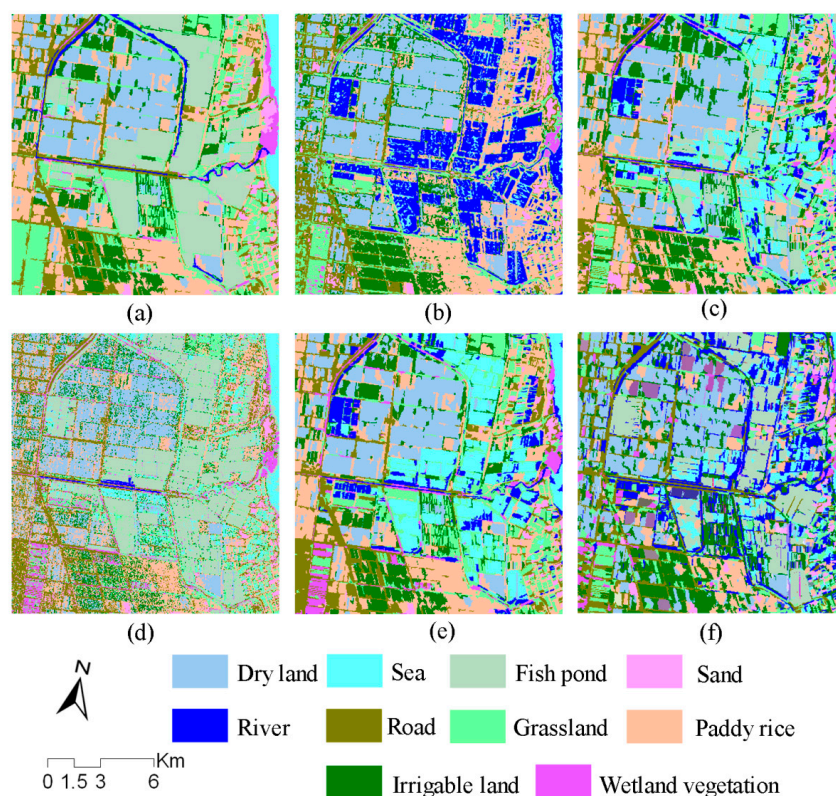 (a) (b) (c)
(d) (e) (f)
N
Dry land Sea Fish pond Sand
River Road Grassland Paddy rice
Irrigable land Wetland vegetation
Km
0 1.5 3 6